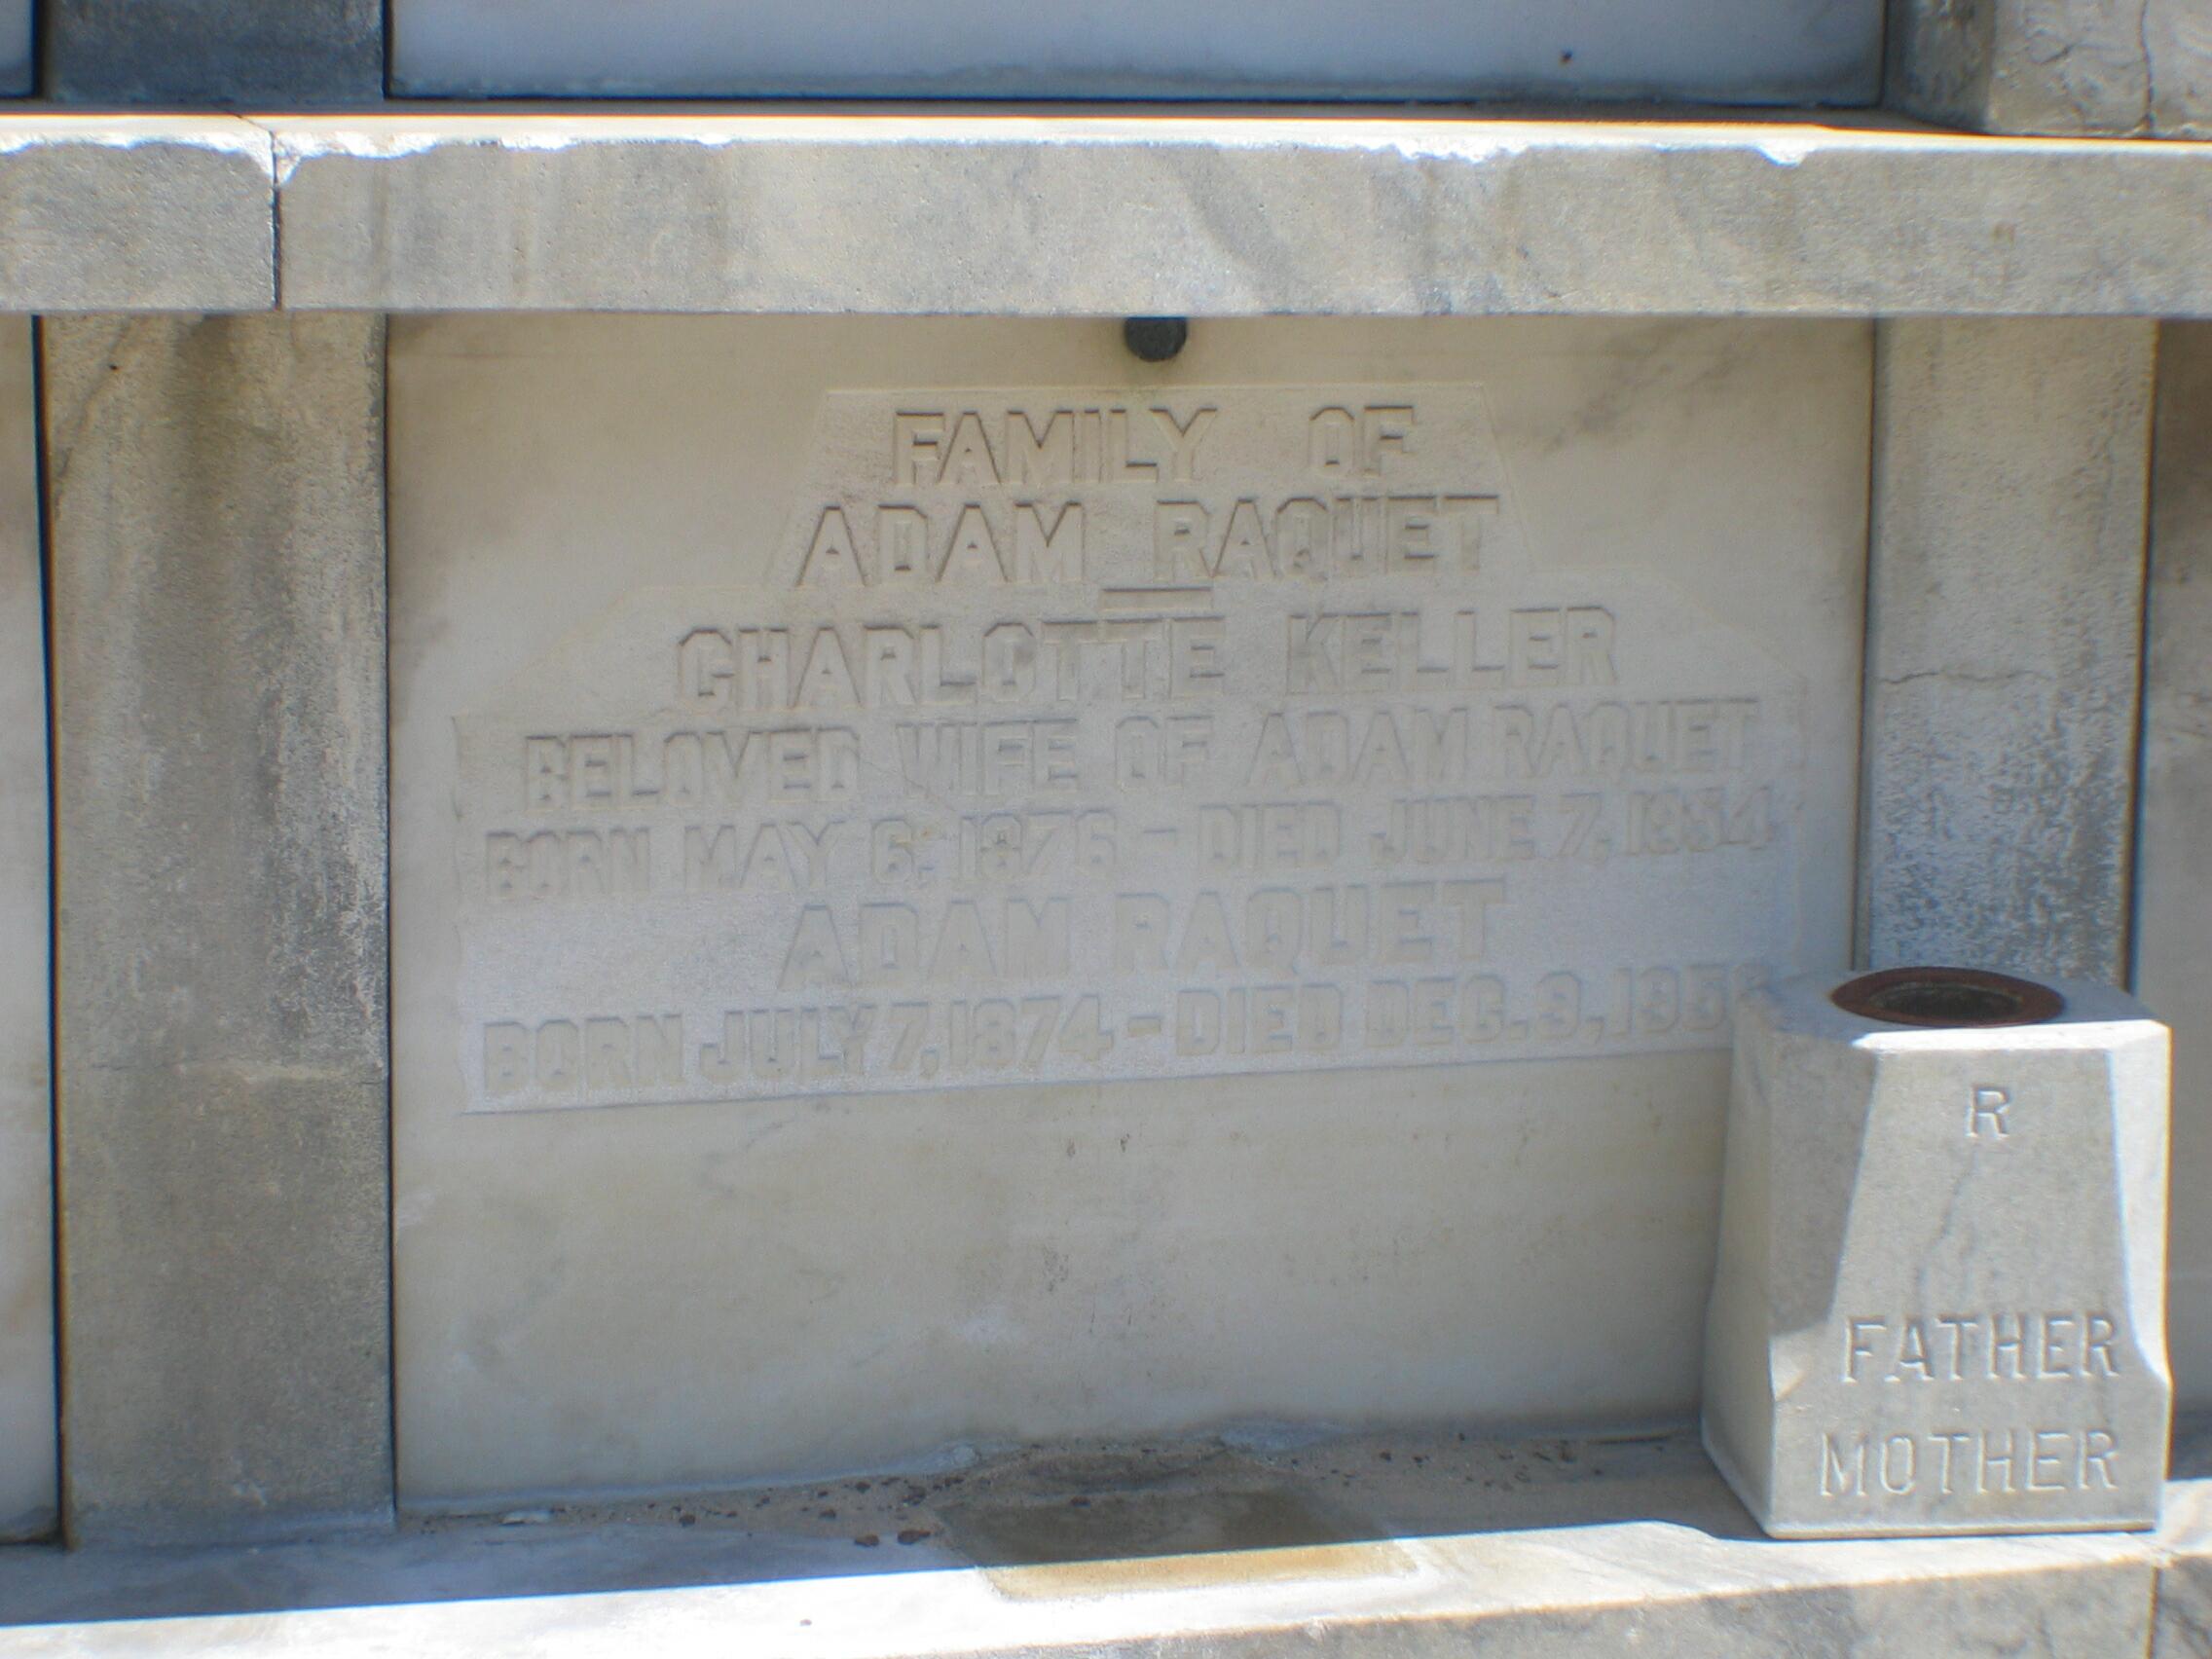 FAMILY OF
ADAM RAQUET
CHARLOTTE KELLER
BELOVED WIFE OF ADAM RAQUET
BORN MAY 6, 1876 - DIED JUNE 7, 1954
ADAM RAQUET
BORN JULY 7, 1874 - DIED DEC. 9,
R
FATHER
MOTHER